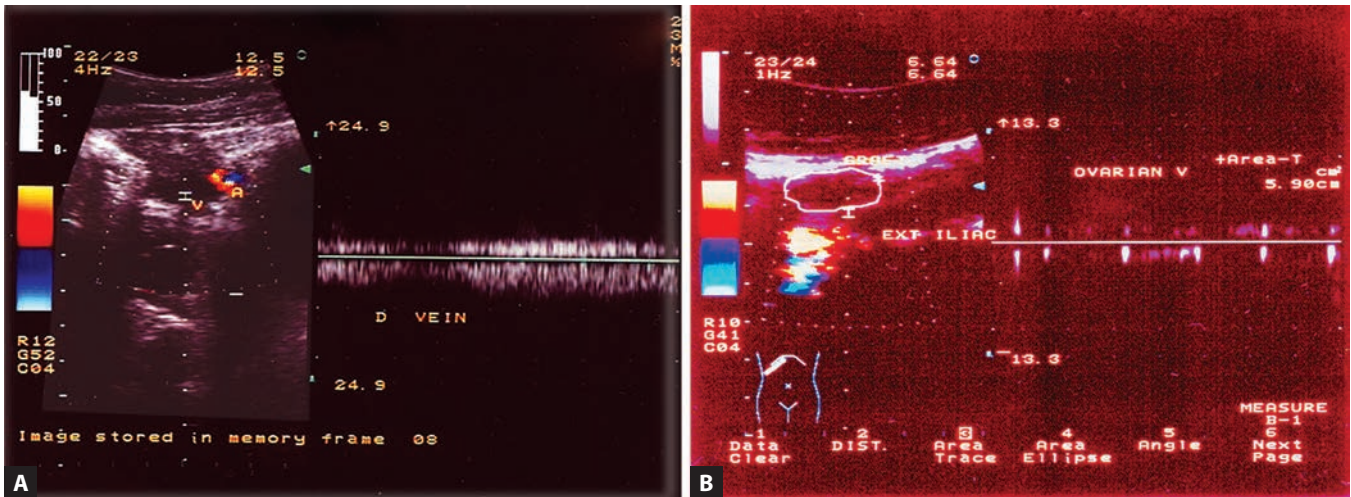 22/23 12.5
4Hz 12.5
100
50
0
↑24.9
V A
D VEIN
R12
G52
C04
24.9
Image stored in memory frame 08
A
23/24 6.64
1Hz 6.64
↑13.3
OVARIAN V
+Area-T
cm²
5.90cm
EXT ILIAC
R10
G41
C04
-13.3
MEASURE
B-1
1 2 3 4 5 6
Data DIST. Area Area Angle Next
Clear Trace Ellipse Page
B